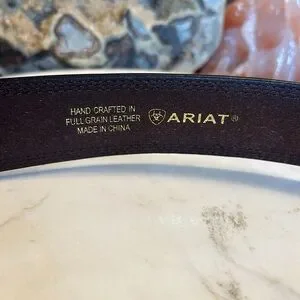 HAND CRAFTED IN
FULL GRAIN LEATHER
MADE IN CHINA
ARIAT®